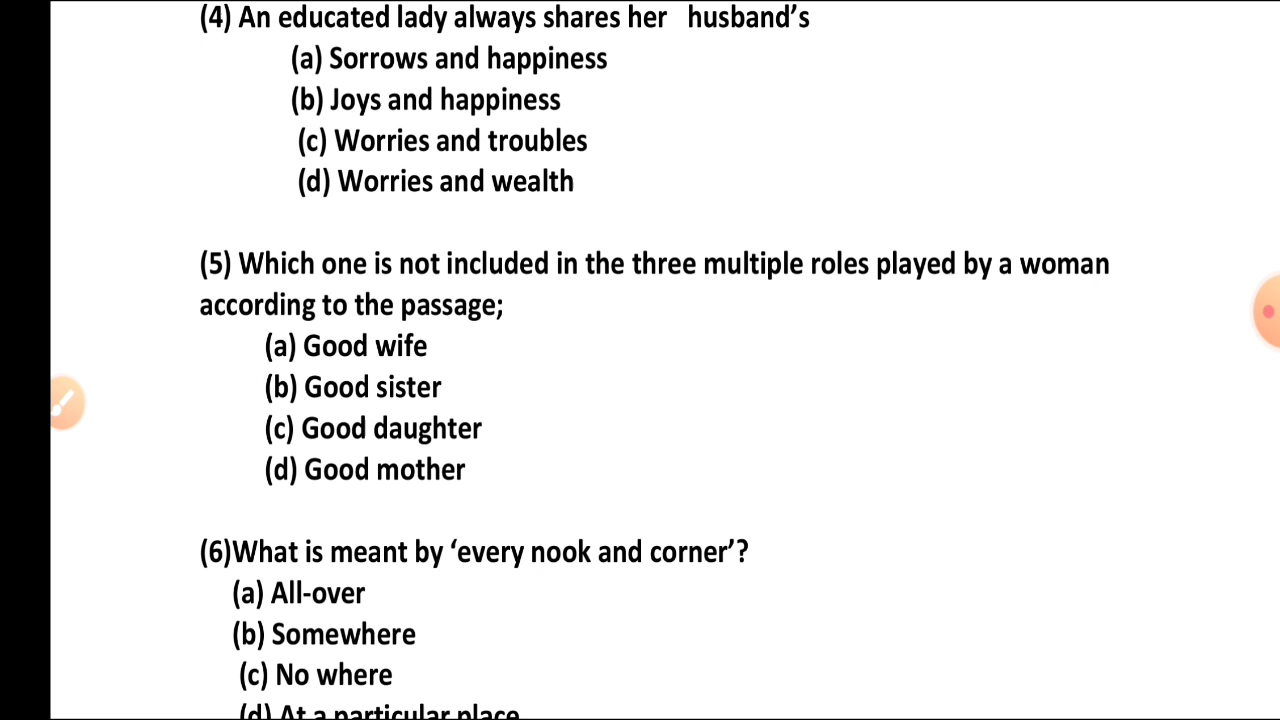 (4) An educated lady always shares her husband's
(a) Sorrows and happiness
(b) Joys and happiness
(c) Worries and troubles
(d) Worries and wealth
(5) Which one is not included in the three multiple roles played by a woman
according to the passage;
(a) Good wife
(b) Good sister
(c) Good daughter
(d) Good mother
(6)What is meant by ‘every nook and corner’?
(a) All-over
(b) Somewhere
(c) No where
(d) At a particular place